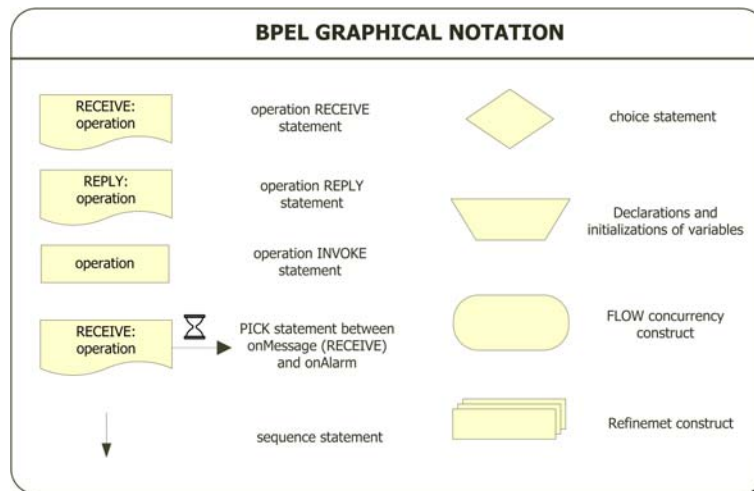 BPEL GRAPHICAL NOTATION
RECEIVE:
operation
operation RECEIVE
statement
REPLY:
operation
operation REPLY
statement
operation
operation INVOKE
statement
RECEIVE:
operation
PICK statement between
onMessage (RECEIVE)
and onAlarm
sequence statement
choice statement
Declarations and
initializations of variables
FLOW concurrency
construct
Refinemet construct